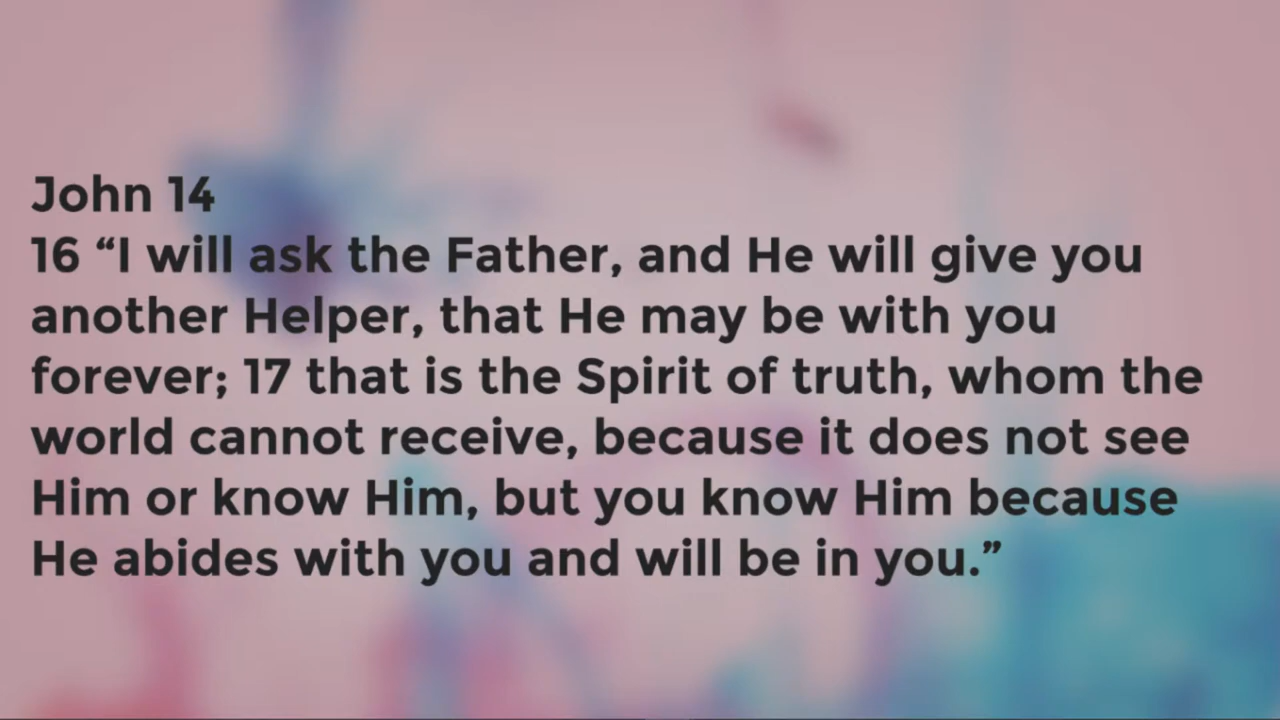 John 14
16 “I will ask the Father, and He will give you
another Helper, that He may be with you
forever; 17 that is the Spirit of truth, whom the
world cannot receive, because it does not see
Him or know Him, but you know Him because
He abides with you and will be in you.”